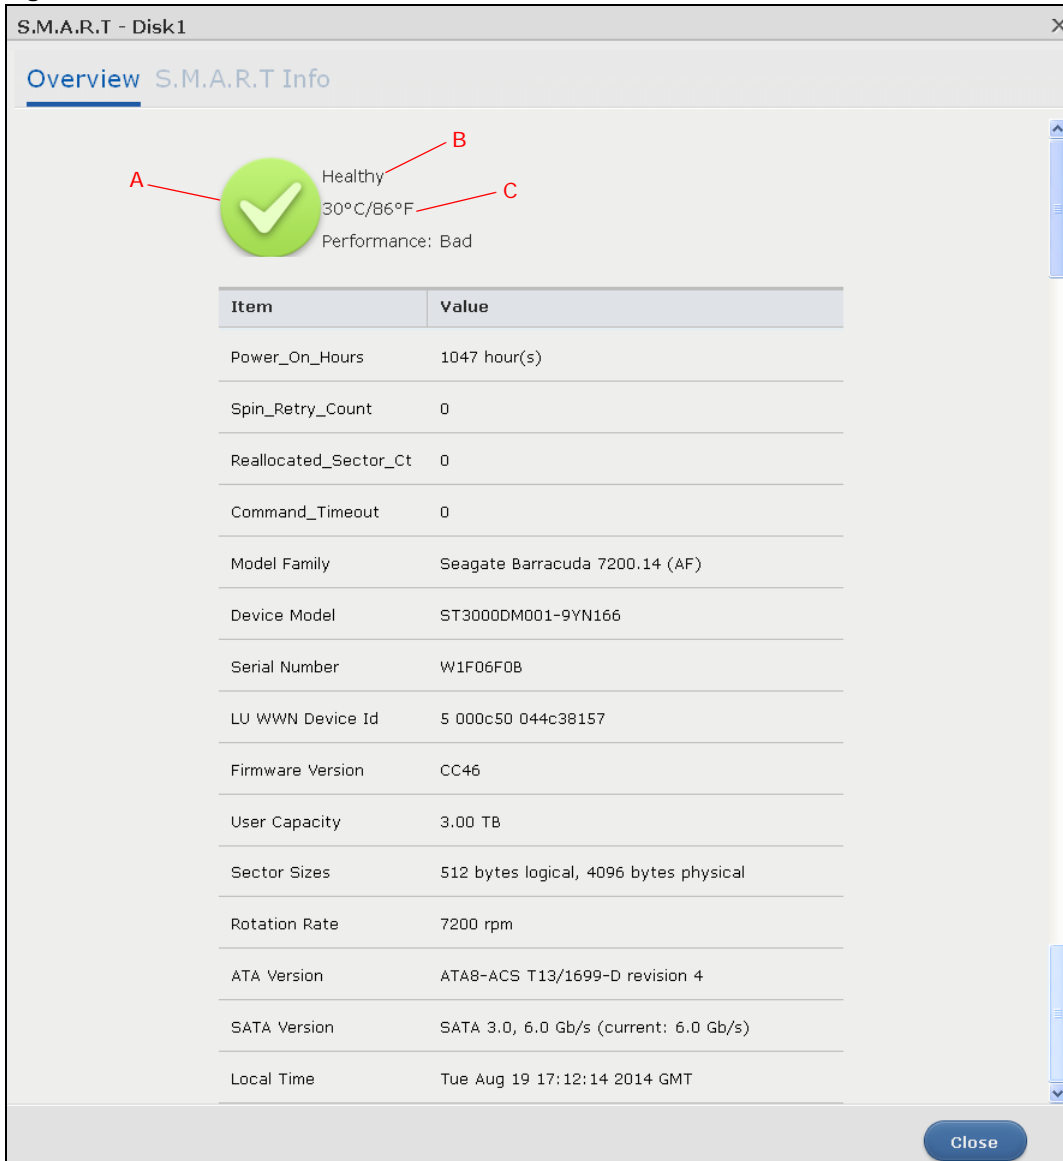 S.M.A.R.T - Disk1
Overview S.M.A.R.T Info
A
B
Healthy
30°C/86°F
C
Performance: Bad
Item Value
Power_On_Hours 1047 hour(s)
Spin_Retry_Count 0
Reallocated_Sector_Ct 0
Command_Timeout 0
Model Family Seagate Barracuda 7200.14 (AF)
Device Model ST3000DM001-9YN166
Serial Number W1F06F0B
LU WWN Device Id 5 000c50 044c38157
Firmware Version CC46
User Capacity 3.00 TB
Sector Sizes 512 bytes logical, 4096 bytes physical
Rotation Rate 7200 rpm
ATA Version ATA8-ACS T13/1699-D revision 4
SATA Version SATA 3.0, 6.0 Gb/s (current: 6.0 Gb/s)
Local Time Tue Aug 19 17:12:14 2014 GMT
Close